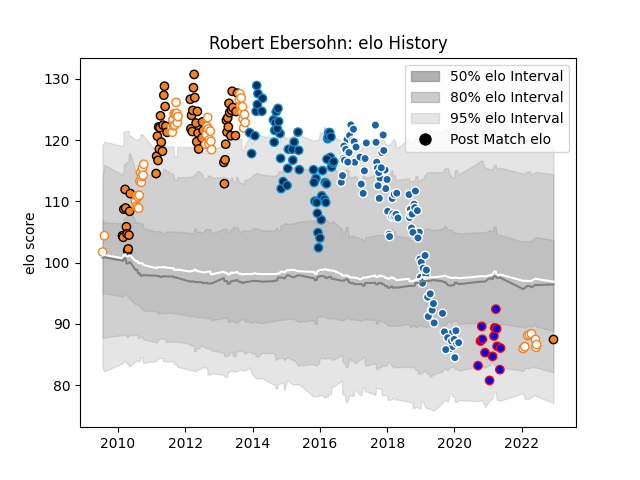 Robert Ebersohn: elo History
50% elo Interval
80% elo Interval
95% elo Interval
Post Match elo
elo score
130
120
110
100
90
80
2010
2012
2014
2016
2018
2020
2022